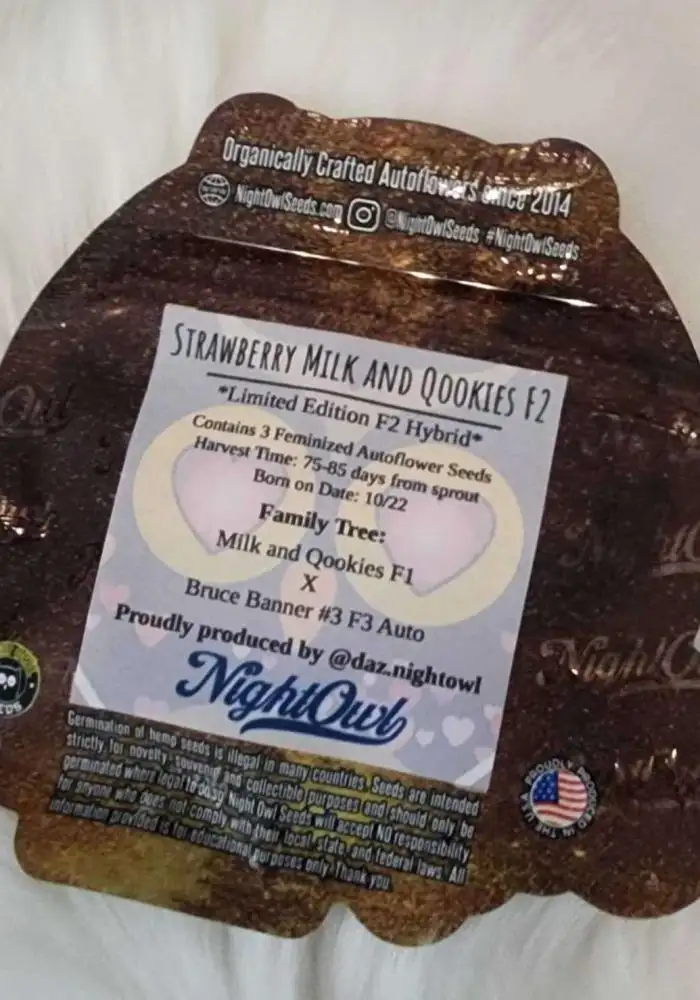 Organically Crafted Autoflowers since 2014
NightOwlSeeds.com @NightOwlSeeds #NightOwlSeeds
STRAWBERRY MILK AND QOOKIES F2
*Limited Edition F2 Hybrid*
Contains 3 Feminized Autoflower Seeds
Harvest Time: 75-85 days from sprout
Born on Date: 10/22
Family Tree:
Milk and Qookies F1
X
Bruce Banner #3 F3 Auto
Proudly produced by @daz.nightowl
NightOwl
Germination of hemp seeds is illegal in many countries. Seeds are intended
strictly for novelty, souvenir and collectible purposes and should only be
germinated where legal to do so. Night Owl Seeds will accept NO responsibility
for anyone who does not comply with their local, state, and federal laws. All
information provided is for educational purposes only. Thank you
PROUDLY PRODUCED IN THE U.S.A
NightOwl